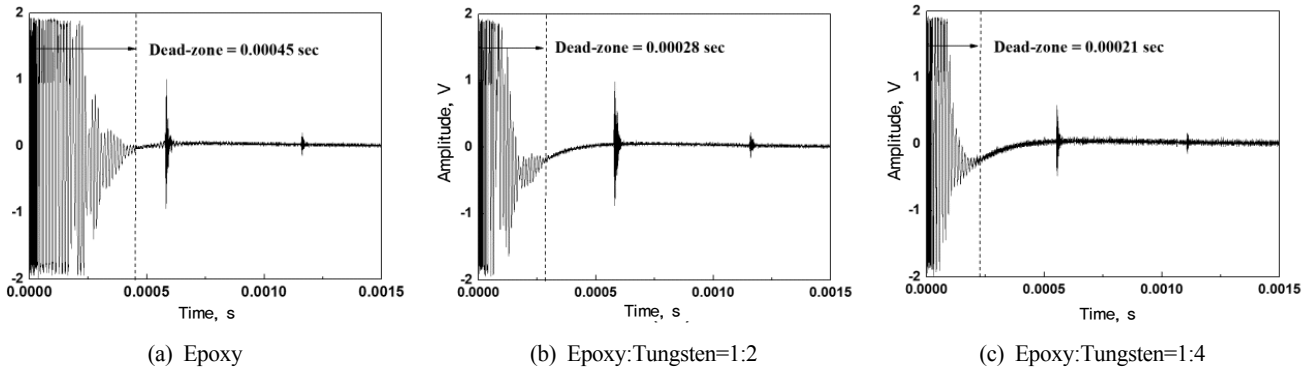 2
1
0
-1
-2
Dead-zone = 0.00045 sec
0.0000 0.0005 0.0010 0.0015
Time, s
(a) Epoxy
Amplitude, V
2
1
0
-1
-2
Dead-zone = 0.00028 sec
0.0000 0.0005 0.0010 0.0015
Time, s
(b) Epoxy:Tungsten=1:2
Amplitude, V
2
1
0
-1
-2
Dead-zone = 0.00021 sec
0.0000 0.0005 0.0010 0.0015
Time, s
(c) Epoxy:Tungsten=1:4